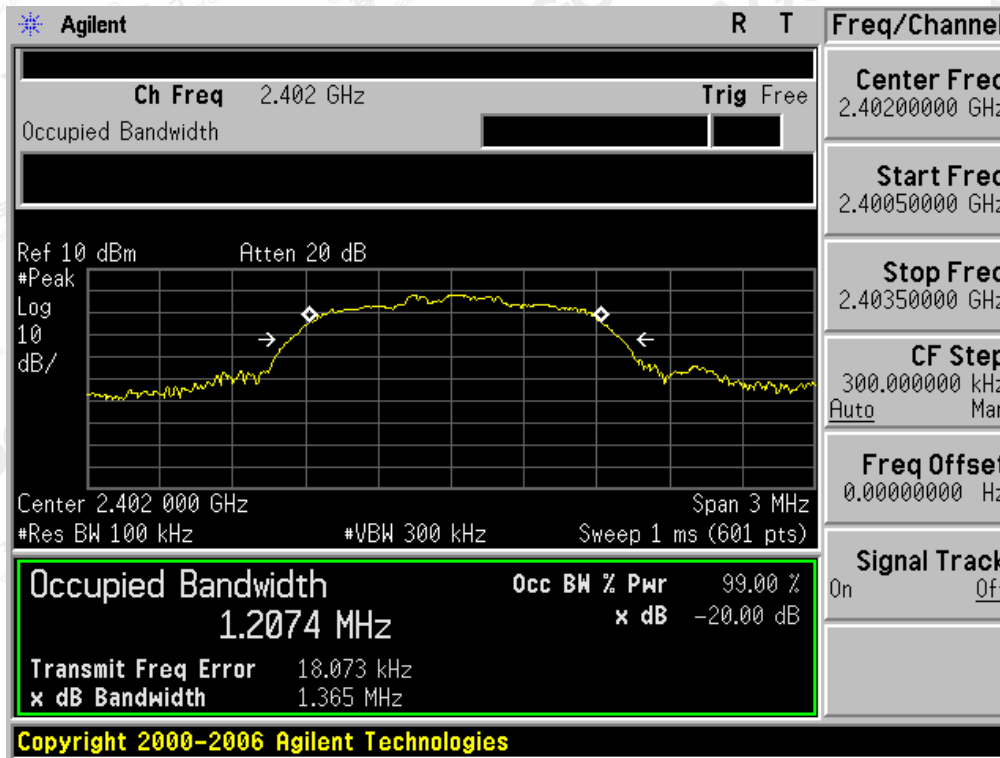 Agilent R T
Freq/Channel
Ch Freq 2.402 GHz Trig Free
Occupied Bandwidth
Ref 10 dBm Atten 20 dB
#Peak
Log
10
dB/
Center 2.402 000 GHz Span 3 MHz
#Res BW 100 kHz #VBW 300 kHz Sweep 1 ms (601 pts)
Occupied Bandwidth
1.2074 MHz
Occ BW % Pwr 99.00 %
x dB -20.00 dB
Transmit Freq Error 18.073 kHz
x dB Bandwidth 1.365 MHz
Copyright 2000-2006 Agilent Technologies
Center Freq
2.40200000 GHz
Start Freq
2.40050000 GHz
Stop Freq
2.40350000 GHz
CF Step
300.000000 kHz
Auto Man
Freq Offset
0.00000000 Hz
Signal Track
On Off